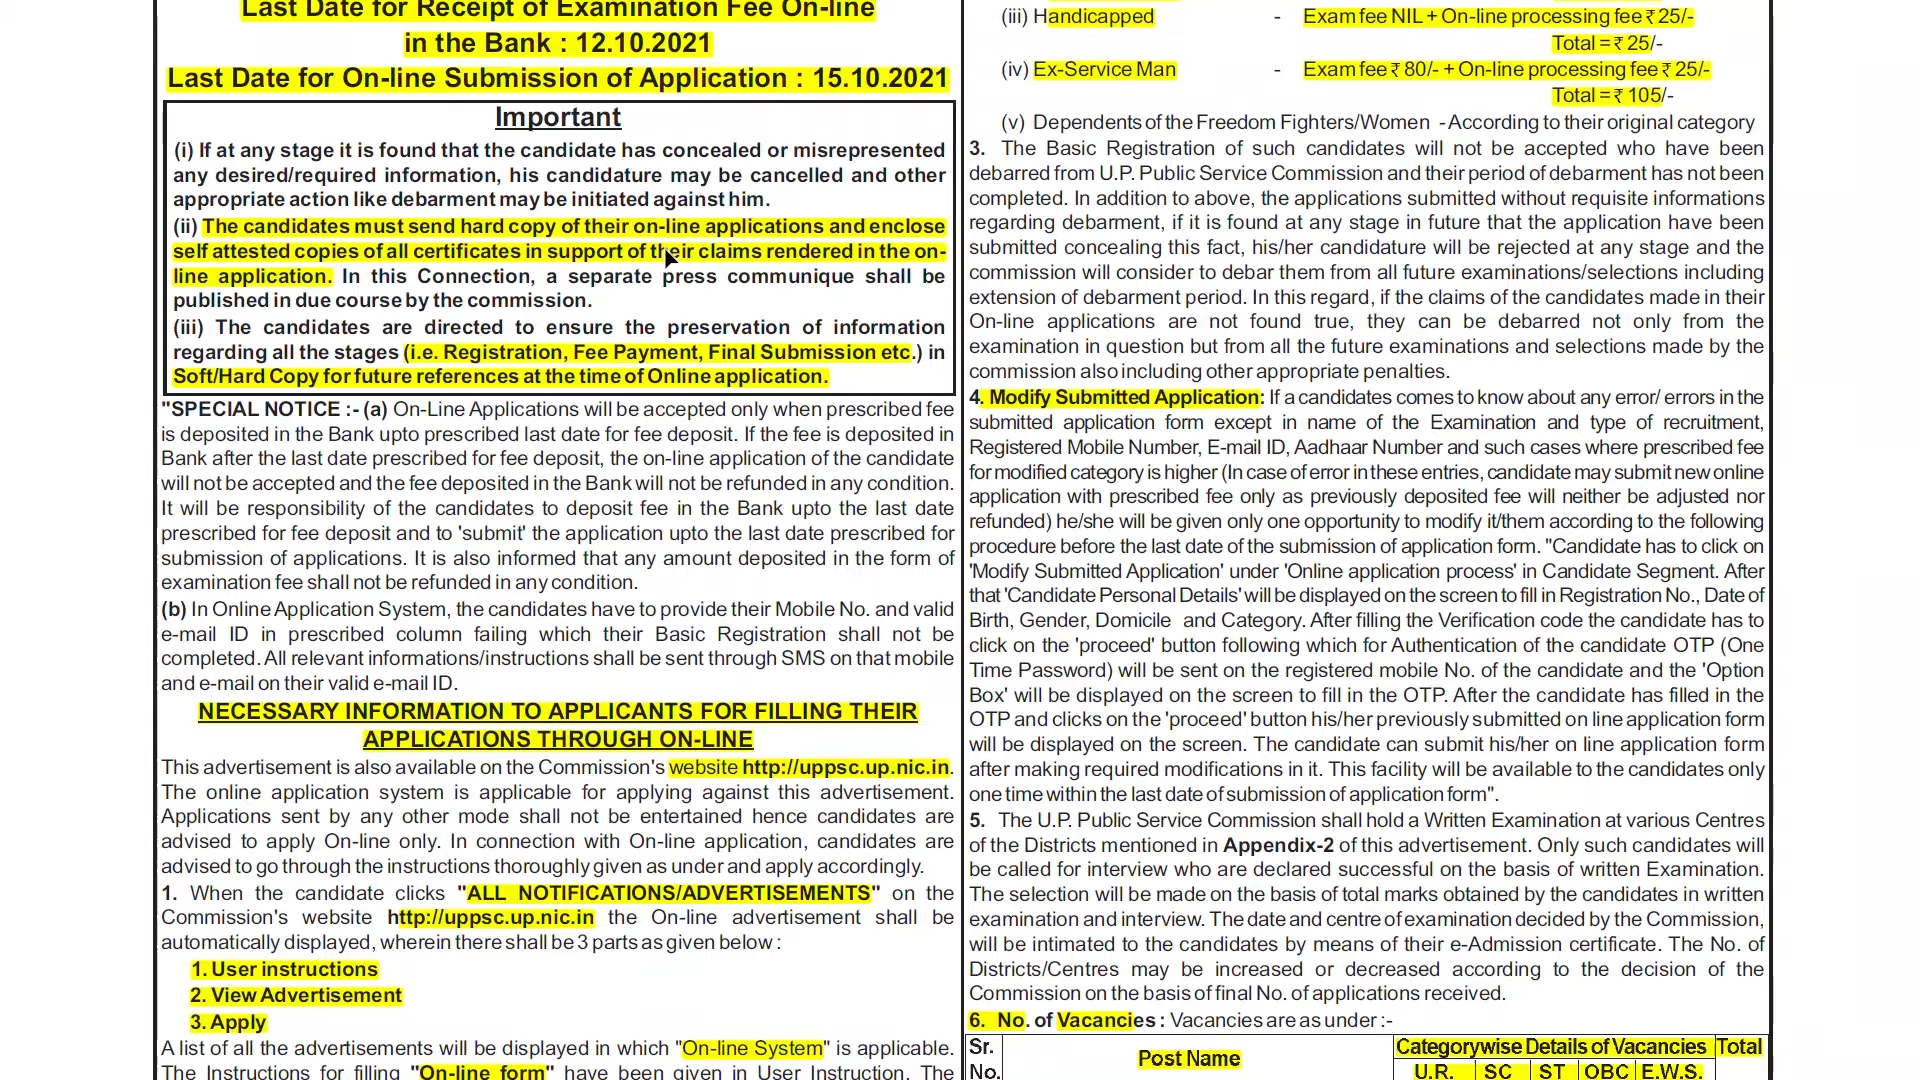 Last Date for Receipt of Examination Fee On-line
in the Bank : 12.10.2021
Last Date for On-line Submission of Application : 15.10.2021
Important
(i) If at any stage it is found that the candidate has concealed or misrepresented
any desired/required information, his candidature may be cancelled and other
appropriate action like debarment may be initiated against him.
(ii) The candidates must send hard copy of their on-line applications and enclose
self attested copies of all certificates in support of their claims rendered in the on-
line application. In this Connection, a separate press communique shall be
published in due course by the commission.
(iii) The candidates are directed to ensure the preservation of information
regarding all the stages (i.e. Registration, Fee Payment, Final Submission etc.) in
Soft/Hard Copy for future references at the time of Online application.
"SPECIAL NOTICE :- (a) On-Line Applications will be accepted only when prescribed fee
is deposited in the Bank upto prescribed last date for fee deposit. If the fee is deposited in
Bank after the last date prescribed for fee deposit, the on-line application of the candidate
will not be accepted and the fee deposited in the Bank will not be refunded in any condition.
It will be responsibility of the candidates to deposit fee in the Bank upto the last date
prescribed for fee deposit and to 'submit' the application upto the last date prescribed for
submission of applications. It is also informed that any amount deposited in the form of
examination fee shall not be refunded in any condition.
(b) In Online Application System, the candidates have to provide their Mobile No. and valid
e-mail ID in prescribed column failing which their Basic Registration shall not be
completed. All relevant informations/instructions shall be sent through SMS on that mobile
and e-mail on their valid e-mail ID.
NECESSARY INFORMATION TO APPLICANTS FOR FILLING THEIR
APPLICATIONS THROUGH ON-LINE
This advertisement is also available on the Commission's website http://uppsc.up.nic.in.
The online application system is applicable for applying against this advertisement.
Applications sent by any other mode shall not be entertained hence candidates are
advised to apply On-line only. In connection with On-line application, candidates are
advised to go through the instructions thoroughly given as under and apply accordingly.
1. When the candidate clicks "ALL NOTIFICATIONS/ADVERTISEMENTS" on the
Commission's website http://uppsc.up.nic.in the On-line advertisement shall be
automatically displayed, wherein there shall be 3 parts as given below :
1. User instructions
2. View Advertisement
3. Apply
A list of all the advertisements will be displayed in which "On-line System" is applicable.
The Instructions for filling "On-line form" have been given in User Instruction. The
(iii) Handicapped - Exam fee NIL + On-line processing fee ₹ 25/-
Total = ₹ 25/-
(iv) Ex-Service Man - Exam fee ₹ 80/- + On-line processing fee ₹ 25/-
Total = ₹ 105/-
(v) Dependents of the Freedom Fighters/Women - According to their original category
3. The Basic Registration of such candidates will not be accepted who have been
debarred from U.P. Public Service Commission and their period of debarment has not been
completed. In addition to above, the applications submitted without requisite informations
regarding debarment, if it is found at any stage in future that the application have been
submitted concealing this fact, his/her candidature will be rejected at any stage and the
commission will consider to debar them from all future examinations/selections including
extension of debarment period. In this regard, if the claims of the candidates made in their
On-line applications are not found true, they can be debarred not only from the
examination in question but from all the future examinations and selections made by the
commission also including other appropriate penalties.
4. Modify Submitted Application: If a candidates comes to know about any error/ errors in the
submitted application form except in name of the Examination and type of recruitment,
Registered Mobile Number, E-mail ID, Aadhaar Number and such cases where prescribed fee
for modified category is higher (In case of error in these entries, candidate may submit new online
application with prescribed fee only as previously deposited fee will neither be adjusted nor
refunded) he/she will be given only one opportunity to modify it/them according to the following
procedure before the last date of the submission of application form. "Candidate has to click on
'Modify Submitted Application' under 'Online application process' in Candidate Segment. After
that 'Candidate Personal Details' will be displayed on the screen to fill in Registration No., Date of
Birth, Gender, Domicile and Category. After filling the Verification code the candidate has to
click on the 'proceed' button following which for Authentication of the candidate OTP (One
Time Password) will be sent on the registered mobile No. of the candidate and the 'Option
Box' will be displayed on the screen to fill in the OTP. After the candidate has filled in the
OTP and clicks on the 'proceed' button his/her previously submitted on line application form
will be displayed on the screen. The candidate can submit his/her on line application form
after making required modifications in it. This facility will be available to the candidates only
one time within the last date of submission of application form".
5. The U.P. Public Service Commission shall hold a Written Examination at various Centres
of the Districts mentioned in Appendix-2 of this advertisement. Only such candidates will
be called for interview who are declared successful on the basis of written Examination.
The selection will be made on the basis of total marks obtained by the candidates in written
examination and interview. The date and centre of examination decided by the Commission,
will be intimated to the candidates by means of their e-Admission certificate. The No. of
Districts/Centres may be increased or decreased according to the decision of the
Commission on the basis of final No. of applications received.
6. No. of Vacancies : Vacancies are as under :-
Sr. No. Post Name Categorywise Details of Vacancies Total
U.R. SC ST OBC E.W.S.